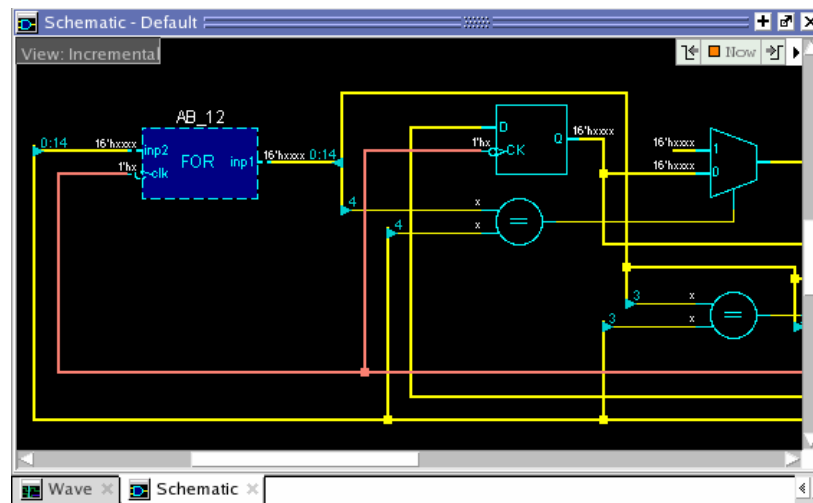 Schematic - Default
View: Incremental
Now
AB_12
0:14
16'hxxxx
inp2
FOR
inp1
16'hxxxx
0:14
1'hx
clk
D
Q
16'hxxxx
1'hx
CK
16'hxxxx
1
16'hxxxx
0
4
x
=
4
x
3
x
=
3
x
Wave
Schematic